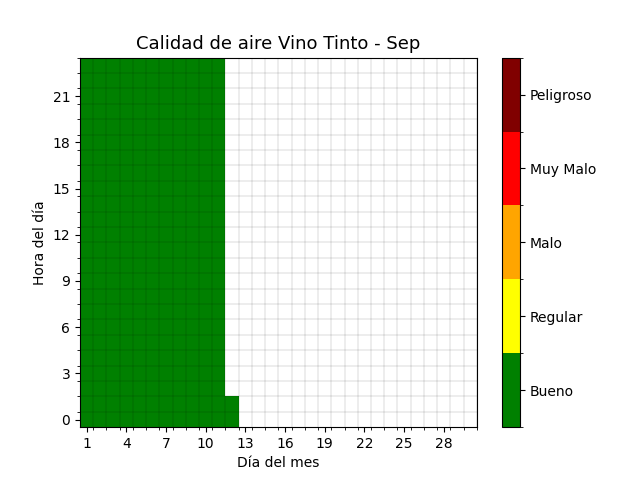 Calidad de aire Vino Tinto - Sep
Hora del día
21
18
15
12
9
6
3
0
1 4 7 10 13 16 19 22 25 28
Día del mes
Peligroso
Muy Malo
Malo
Regular
Bueno